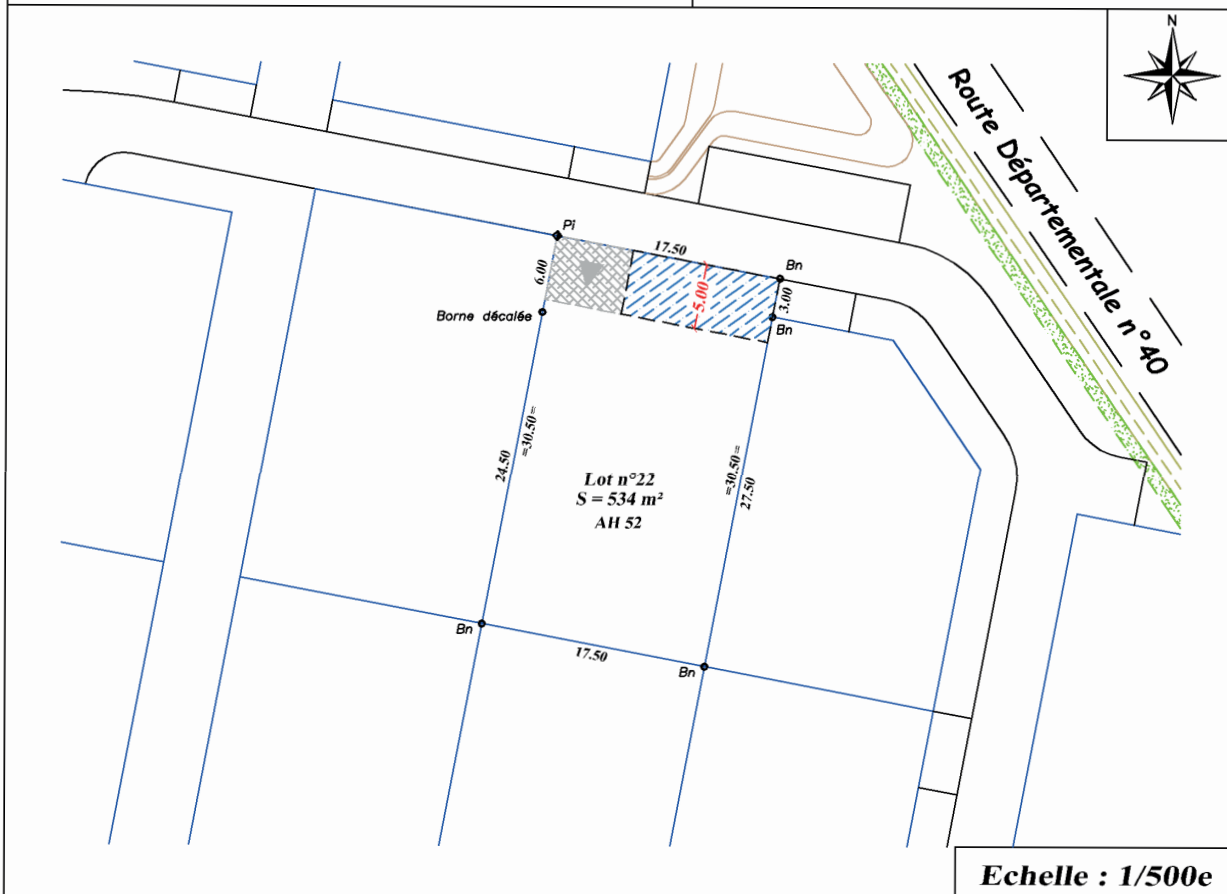 N
Route Départementale n°40
Pi
17.50
Bn
6.00
5.00
3.00
Borne décalée
Bn
=30.50=
24.50
=30.50=
27.50
Lot n°22
S = 534 m²
AH 52
Bn
17.50
Bn
Echelle : 1/500e